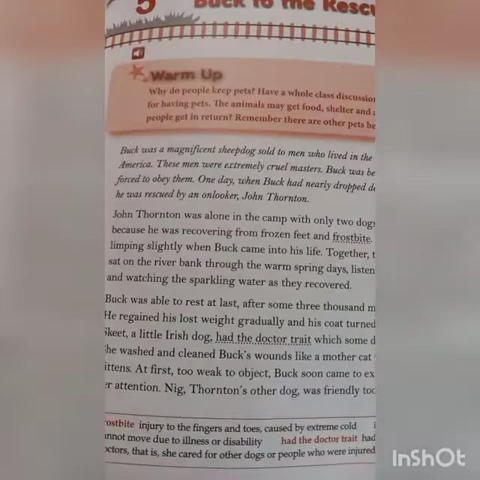 5 Buck to the Rescu
Warm Up
Why do people keep pets? Have a whole class discussion
for having pets. The animals may get food, shelter and
people get in return? Remember there are other pets be
Buck was a magnificent sheepdog sold to men who lived in the
America. These men were extremely cruel masters. Buck was be
forced to obey them. One day, when Buck had nearly dropped de
he was rescued by an onlooker, John Thornton.
John Thornton was alone in the camp with only two dogs
because he was recovering from frozen feet and frostbite.
limping slightly when Buck came into his life. Together, t
sat on the river bank through the warm spring days, listen
and watching the sparkling water as they recovered.
Buck was able to rest at last, after some three thousand m
He regained his lost weight gradually and his coat turned
Skeet, a little Irish dog, had the doctor trait which some d
he washed and cleaned Buck's wounds like a mother cat
ittens. At first, too weak to object, Buck soon came to ex
er attention. Nig, Thornton's other dog, was friendly too
rostbite injury to the fingers and toes, caused by extreme cold i
nnot move due to illness or disability had the doctor trait had
octors, that is, she cared for other dogs or people who were injured
InShOt